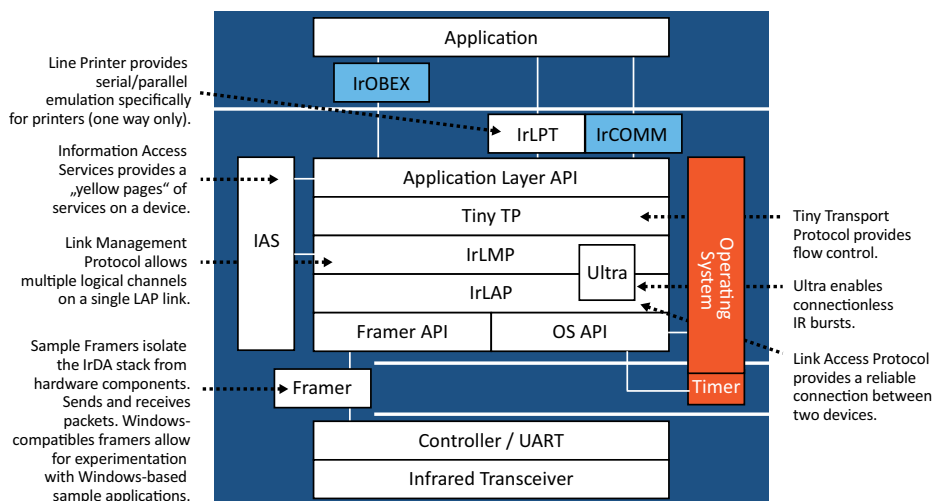 Application
IrOBEX
IrLPT
IrCOMM
Application Layer API
Tiny TP
IrLMP
IrLAP
Ultra
Framer API
OS API
IAS
Operating
System
Timer
Framer
Controller / UART
Infrared Transceiver
Line Printer provides
serial/parallel
emulation specifically
for printers (one way only).
Information Access
Services provides a
„yellow pages“ of
services on a device.
Link Management
Protocol allows
multiple logical channels
on a single LAP link.
Sample Framers isolate
the IrDA stack from
hardware components.
Sends and receives
packets. Windows-
compatibles framers allow
for experimentation
with Windows-based
sample applications.
Tiny Transport
Protocol provides
flow control.
Ultra enables
connectionless
IR bursts.
Link Access Protocol
provides a reliable
connection between
two devices.